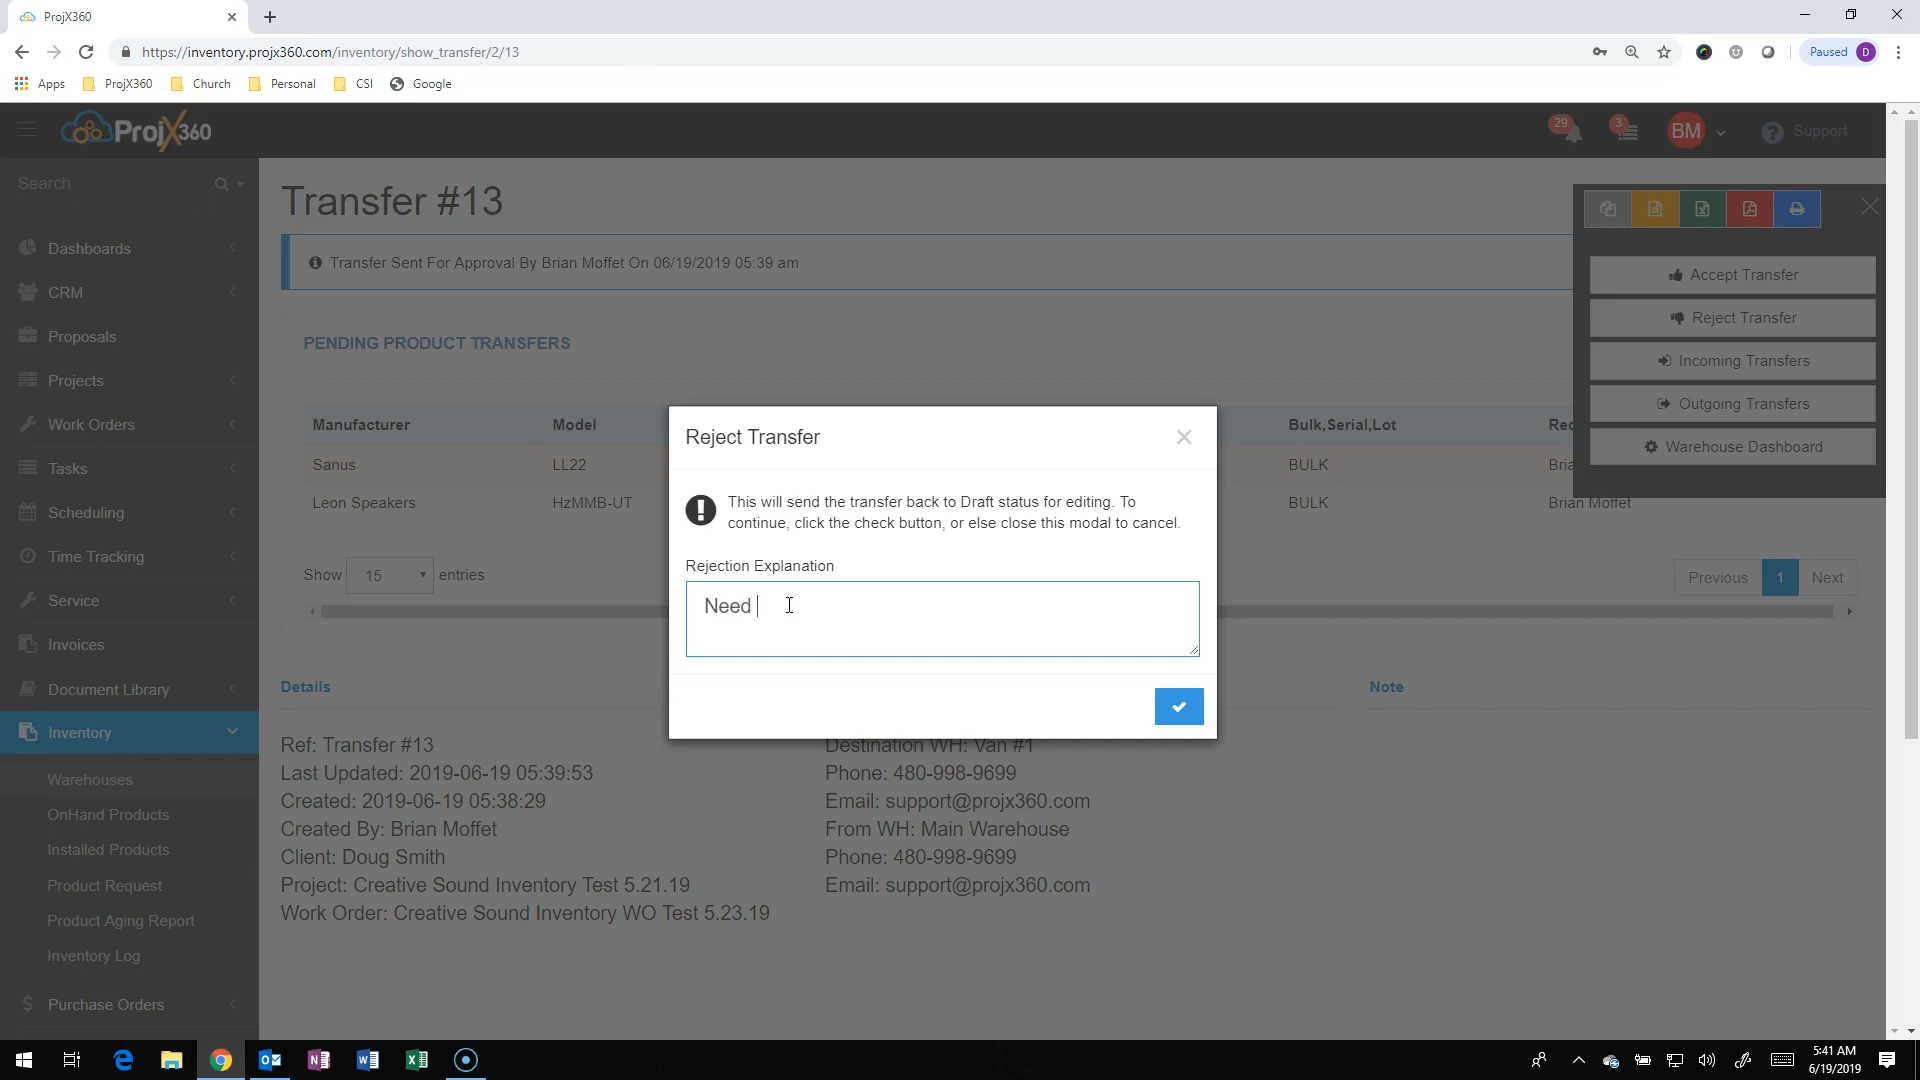 ProjX360
https://inventory.projx360.com/inventory/show_transfer/2/13
Paused D
Apps ProjX360 Church Personal CSI Google
ProjX360
29 3 BM Support
Search
Dashboards
CRM
Proposals
Projects
Work Orders
Tasks
Scheduling
Time Tracking
Service
Invoices
Document Library
Inventory
Warehouses
OnHand Products
Installed Products
Product Request
Product Aging Report
Inventory Log
Purchase Orders
Transfer #13
Transfer Sent For Approval By Brian Moffet On 06/19/2019 05:39 am
PENDING PRODUCT TRANSFERS
Manufacturer Model Bulk,Serial,Lot Rec
Sanus LL22 BULK Bria
Leon Speakers HzMMB-UT BULK Brian Moffet
Show 15 entries
Previous 1 Next
Accept Transfer
Reject Transfer
Incoming Transfers
Outgoing Transfers
Warehouse Dashboard
Reject Transfer
This will send the transfer back to Draft status for editing. To
continue, click the check button, or else close this modal to cancel.
Rejection Explanation
Need
Details
Ref: Transfer #13
Last Updated: 2019-06-19 05:39:53
Created: 2019-06-19 05:38:29
Created By: Brian Moffet
Client: Doug Smith
Project: Creative Sound Inventory Test 5.21.19
Work Order: Creative Sound Inventory WO Test 5.23.19
Destination WH: Van #1
Phone: 480-998-9699
Email: support@projx360.com
From WH: Main Warehouse
Phone: 480-998-9699
Email: support@projx360.com
Note
5:41 AM
6/19/2019